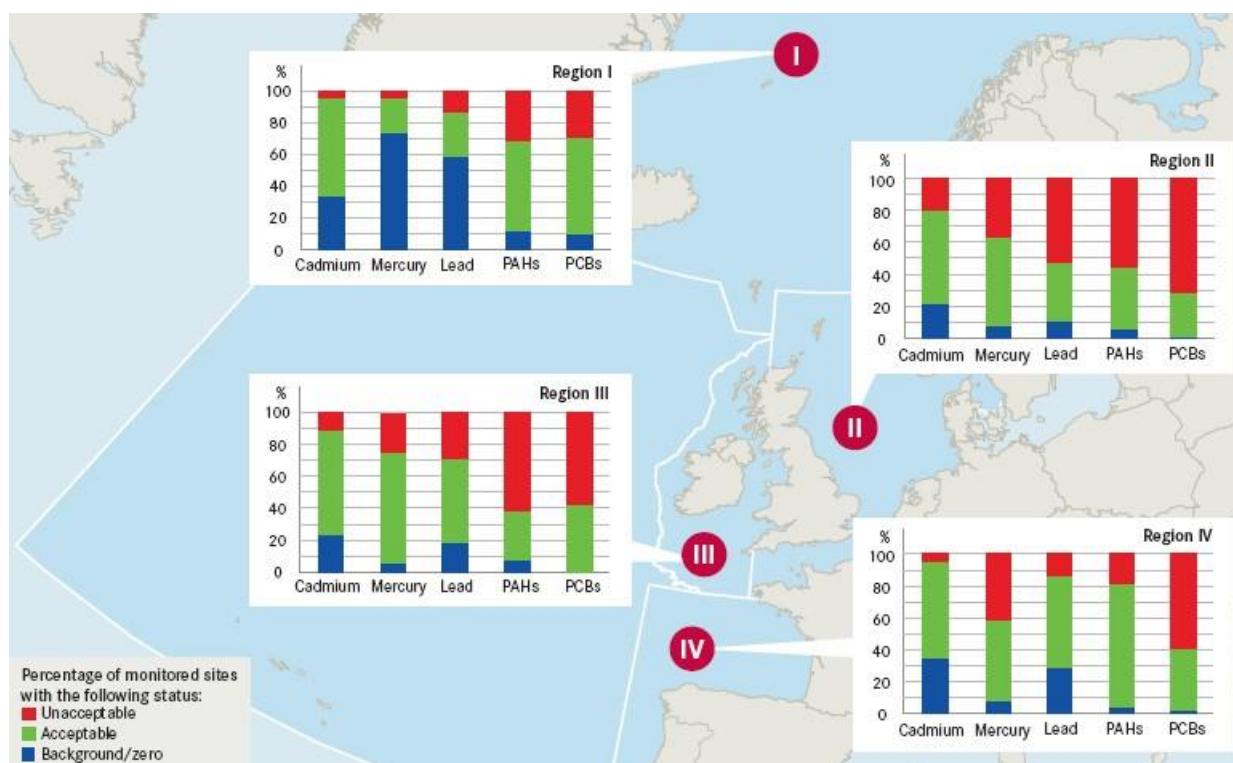 I
%
Region I
100
80
60
40
20
0
Cadmium Mercury Lead PAHs PCBs
%
Region II
100
80
60
40
20
0
Cadmium Mercury Lead PAHs PCBs
II
%
Region III
100
80
60
40
20
0
Cadmium Mercury Lead PAHs PCBs
III
%
Region IV
100
80
60
40
20
0
Cadmium Mercury Lead PAHs PCBs
IV
Percentage of monitored sites
with the following status:
Unacceptable
Acceptable
Background/zero